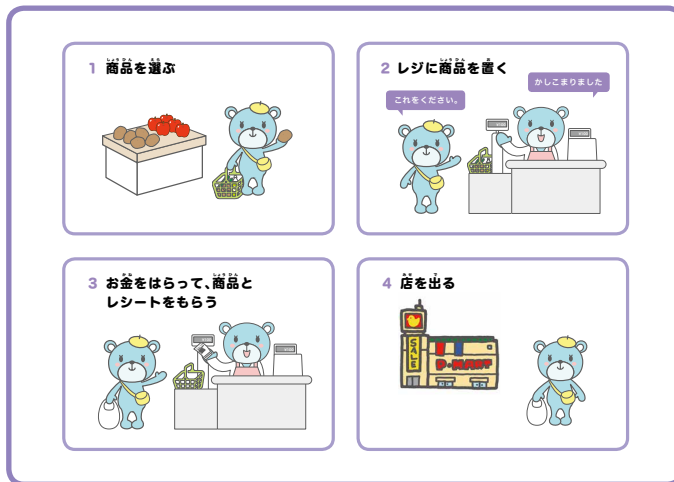 1 商品を選ぶ
2 レジに商品を置く
これをください。
かしこまりました
3 お金をはらって、商品と
レシートをもらう
4 店を出る
SALE
P·MART